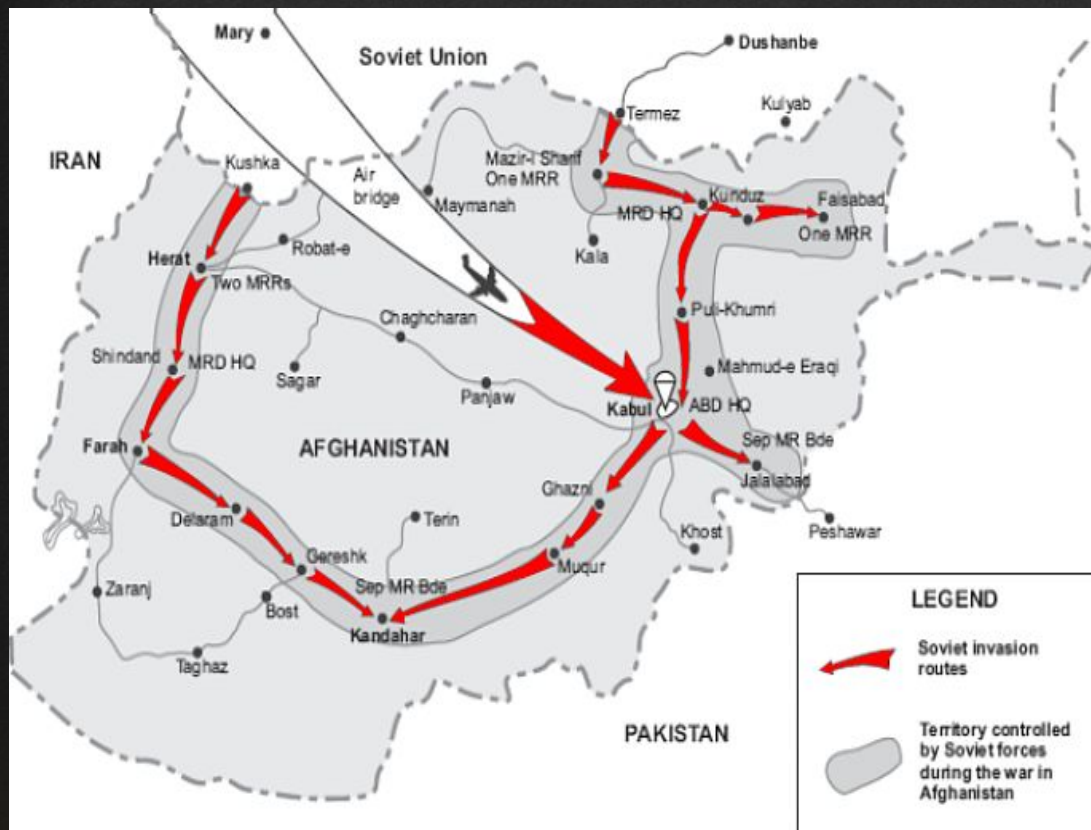 Mary
Soviet Union
Dushanbe
Termez
Kulyab
IRAN
Kushka
Air
bridge
Maymanah
Mazir-i Sharif
One MRR
Kunduz
MRD HQ
Faisabad
One MRR
Robat-e
Kala
Herat
Two MRRs
Chaghcharan
Puli-Khumri
Shindand
MRD HQ
Sagar
Panjaw
Mahmud-e Eraqi
Kabul
ABD HQ
Farah
AFGHANISTAN
Sep MR Bde
Jalalabad
Ghazni
Delaram
Terin
Khost
Peshawar
Gereshk
Muqur
Zaranj
Bost
Sep MR Bde
Kandahar
Taghaz
PAKISTAN
LEGEND
Soviet invasion
routes
Territory controlled
by Soviet forces
during the war in
Afghanistan